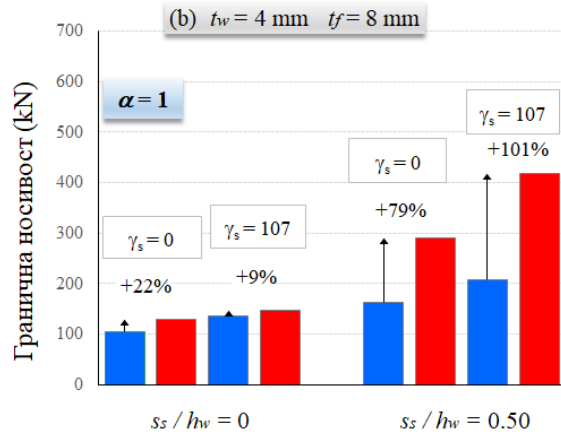 (b) tw = 4 mm tf = 8 mm
Гранична носивост (kN)
700
600
500
400
300
200
100
0
α = 1
γs = 0
+22%
γs = 107
+9%
γs = 0
+79%
γs = 107
+101%
ss / hw = 0
ss / hw = 0.50